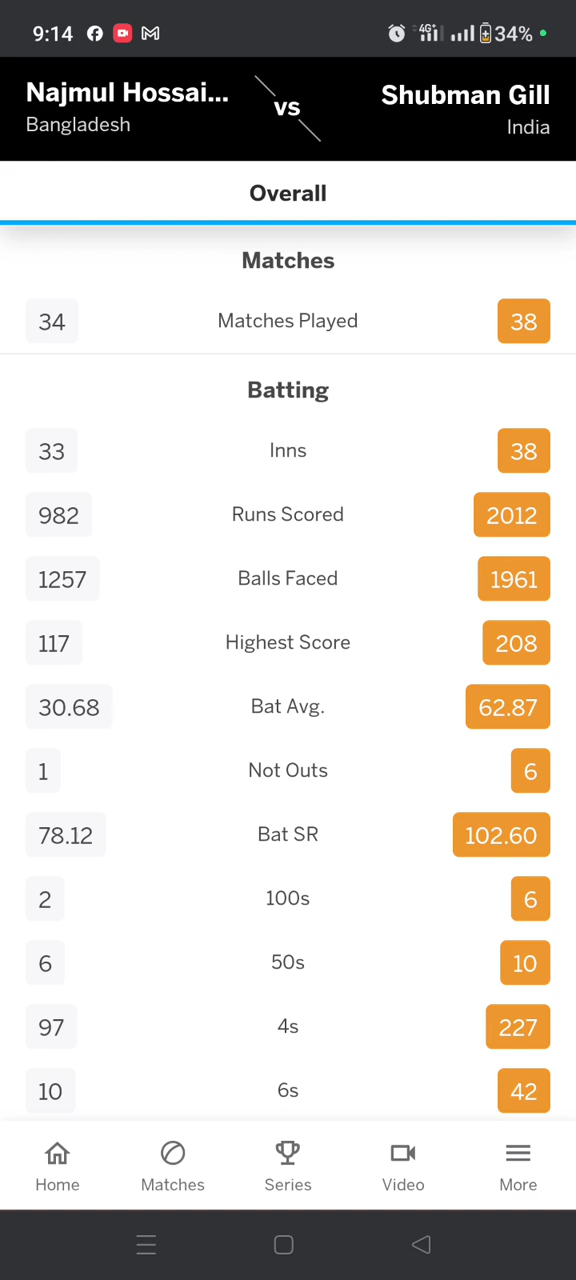 9:14 4G+ 34%
Najmul Hossai... vs Shubman Gill
Bangladesh India
Overall
Matches
34 Matches Played 38
Batting
33 Inns 38
982 Runs Scored 2012
1257 Balls Faced 1961
117 Highest Score 208
30.68 Bat Avg. 62.87
1 Not Outs 6
78.12 Bat SR 102.60
2 100s 6
6 50s 10
97 4s 227
10 6s 42
Home Matches Series Video More